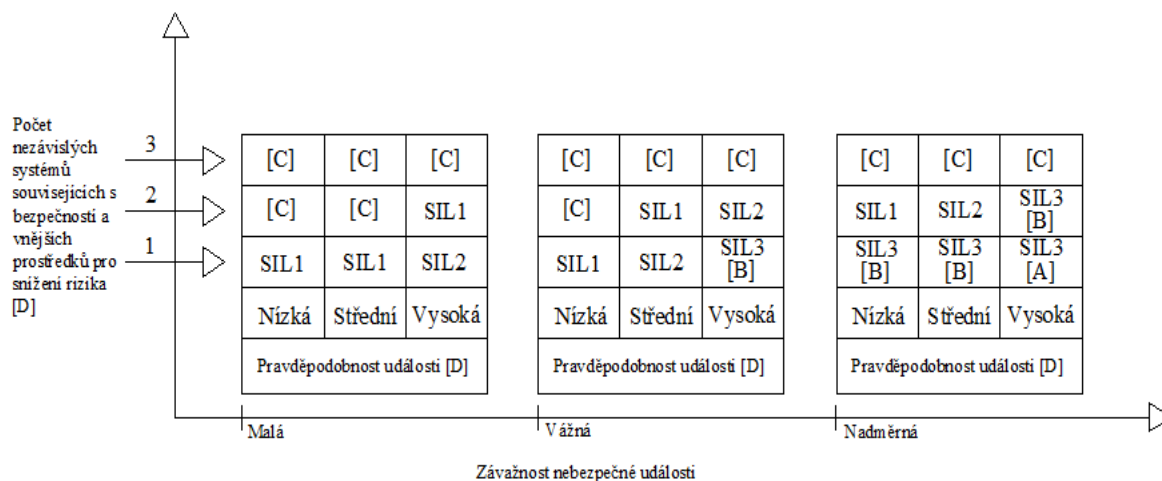 Počet
nezávislých
systémů
souvisejících s
bezpečnosti a
vnějších
prostředků pro
snížení rizika
[D]
3
2
1
[C] [C] [C]
[C] [C] SIL1
SIL1 SIL1 SIL2
Nízká Střední Vysoká
Pravděpodobnost události [D]
[C] [C] [C]
[C] SIL1 SIL2
SIL1 SIL2 SIL3 [B]
Nízká Střední Vysoká
Pravděpodobnost události [D]
[C] [C] [C]
SIL1 SIL2 SIL3 [B]
SIL3 [B] SIL3 [B] SIL3 [A]
Nízká Střední Vysoká
Pravděpodobnost události [D]
Malá
Vážná
Nadměrná
Závažnost nebezpečné události